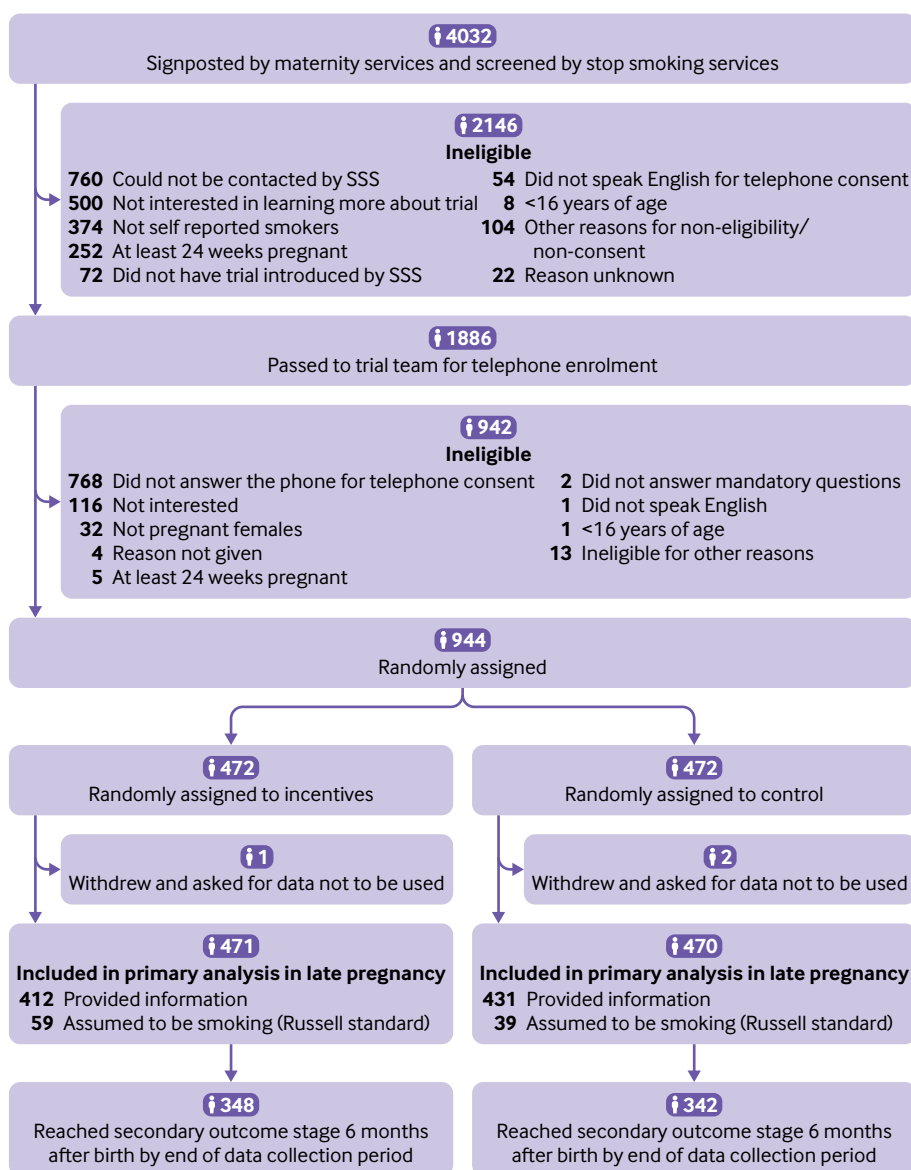 4032
Signposted by maternity services and screened by stop smoking services
2146
Ineligible
760 Could not be contacted by SSS
500 Not interested in learning more about trial
374 Not self reported smokers
252 At least 24 weeks pregnant
72 Did not have trial introduced by SSS
54 Did not speak English for telephone consent
8 <16 years of age
104 Other reasons for non-eligibility/
non-consent
22 Reason unknown
1886
Passed to trial team for telephone enrolment
942
Ineligible
768 Did not answer the phone for telephone consent
116 Not interested
32 Not pregnant females
4 Reason not given
5 At least 24 weeks pregnant
2 Did not answer mandatory questions
1 Did not speak English
1 <16 years of age
13 Ineligible for other reasons
944
Randomly assigned
472
Randomly assigned to incentives
1
Withdrew and asked for data not to be used
471
Included in primary analysis in late pregnancy
412 Provided information
59 Assumed to be smoking (Russell standard)
348
Reached secondary outcome stage 6 months
after birth by end of data collection period
472
Randomly assigned to control
2
Withdrew and asked for data not to be used
470
Included in primary analysis in late pregnancy
431 Provided information
39 Assumed to be smoking (Russell standard)
342
Reached secondary outcome stage 6 months
after birth by end of data collection period